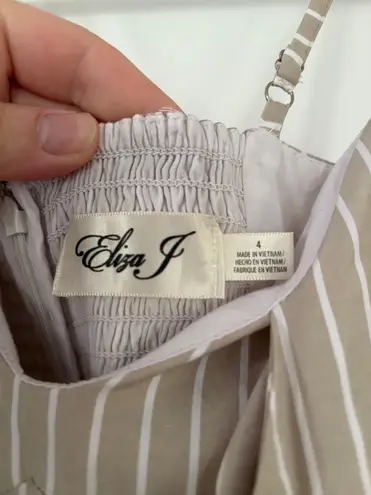 Eliza J
4
MADE IN VIETNAM/
HECHO EN VIETNAM/
FABRIQUE EN VIETNAM